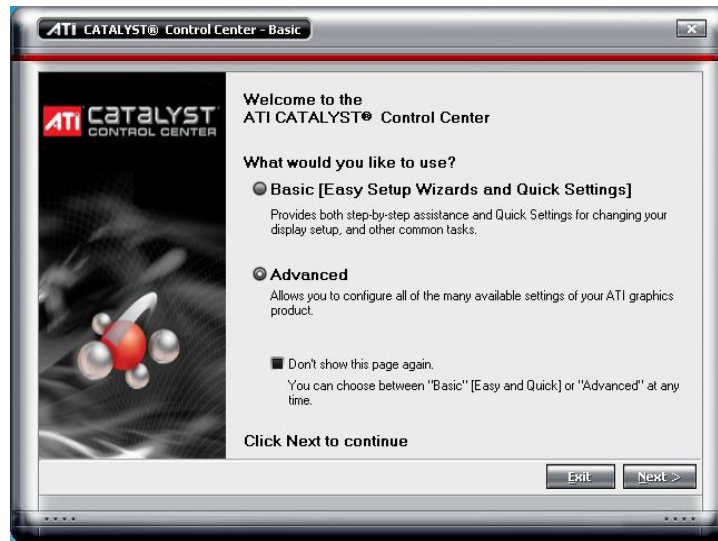 ATI CATALYST® Control Center - Basic
ATI CATALYST
CONTROL CENTER
Welcome to the
ATI CATALYST® Control Center
What would you like to use?
Basic [Easy Setup Wizards and Quick Settings]
Provides both step-by-step assistance and Quick Settings for changing your
display setup, and other common tasks.
Advanced
Allows you to configure all of the many available settings of your ATI graphics
product.
Don't show this page again.
You can choose between "Basic" [Easy and Quick] or "Advanced" at any
time.
Click Next to continue
Exit
Next >